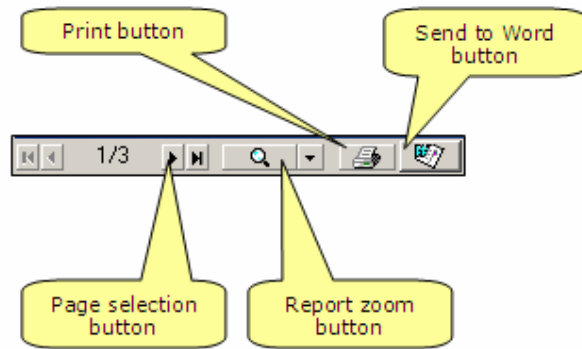 Print button
Send to Word
button
1/3
Page selection
button
Report zoom
button